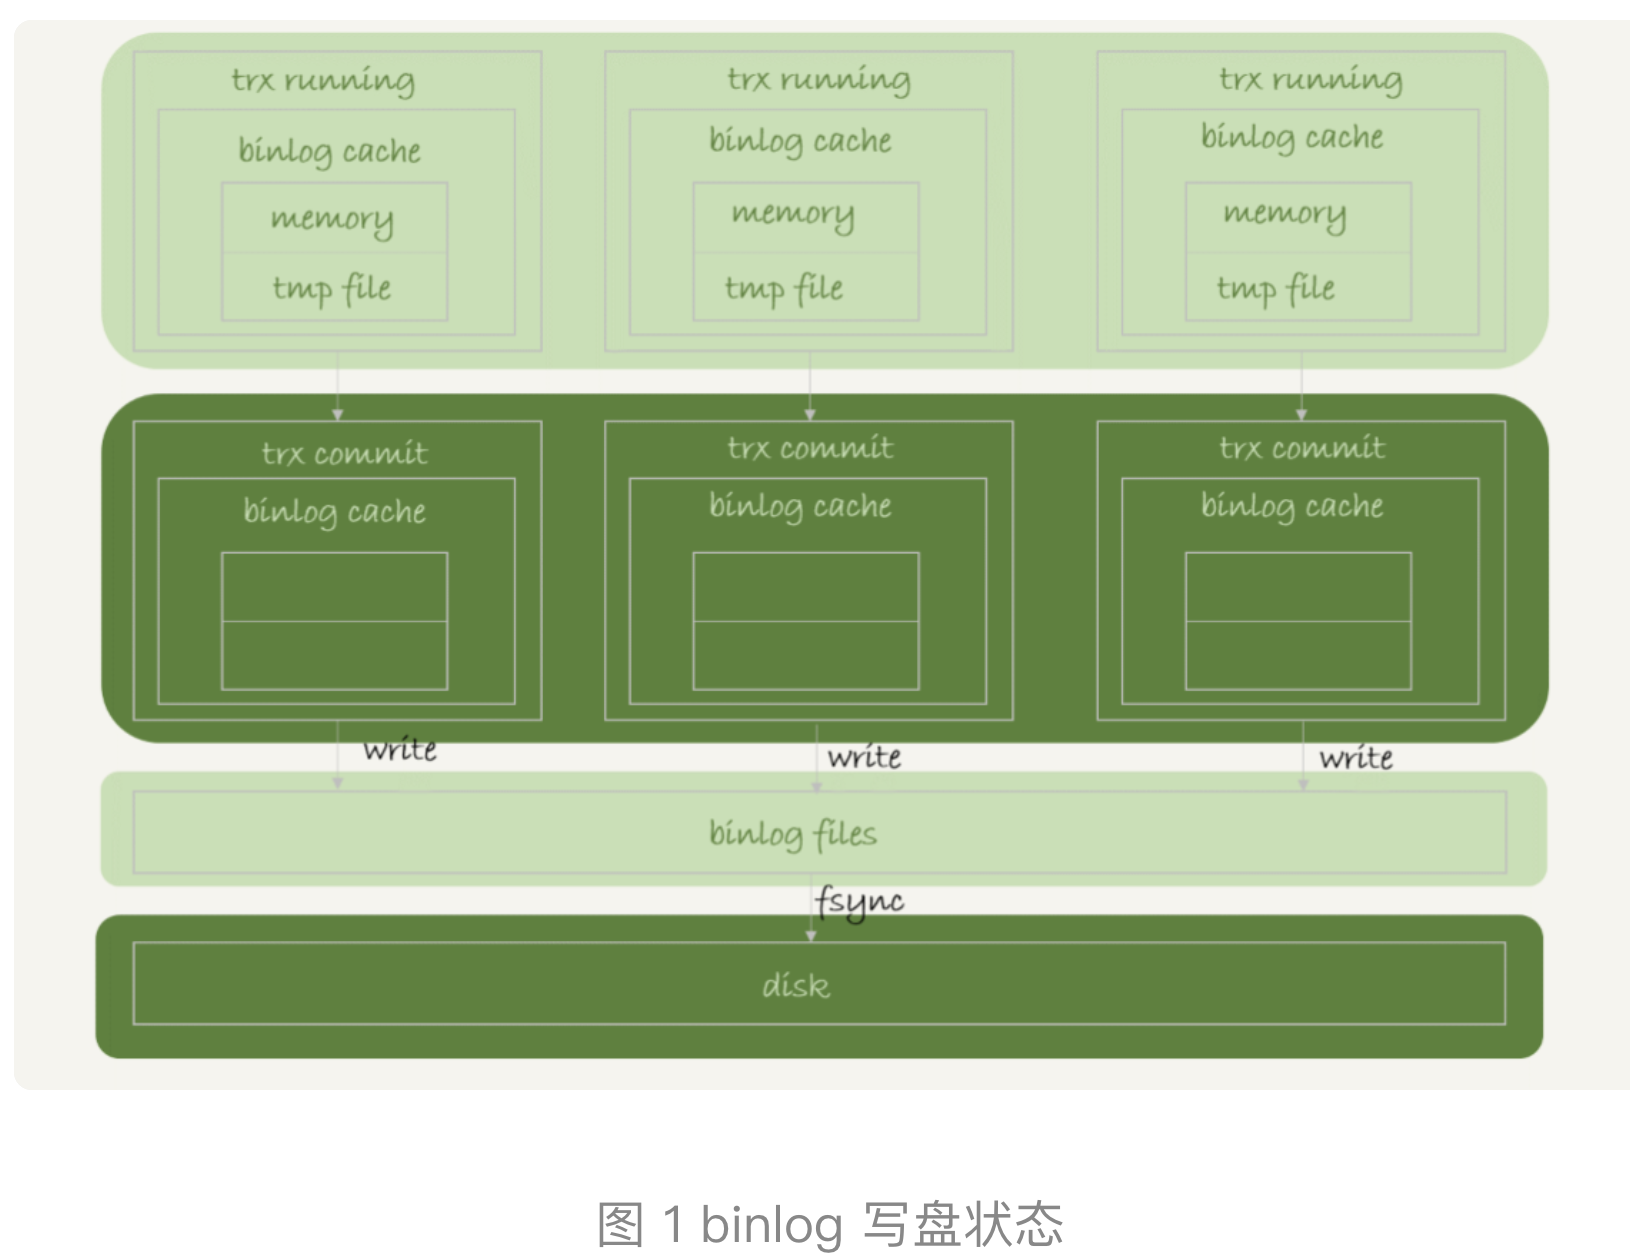 trx running
trx running
trx running
binlog cache
binlog cache
binlog cache
memory
memory
memory
tmp file
tmp file
tmp file
trx commit
trx commit
trx commit
binlog cache
binlog cache
binlog cache
write
write
write
binlog files
fsync
disk
图 1 binlog 写盘状态